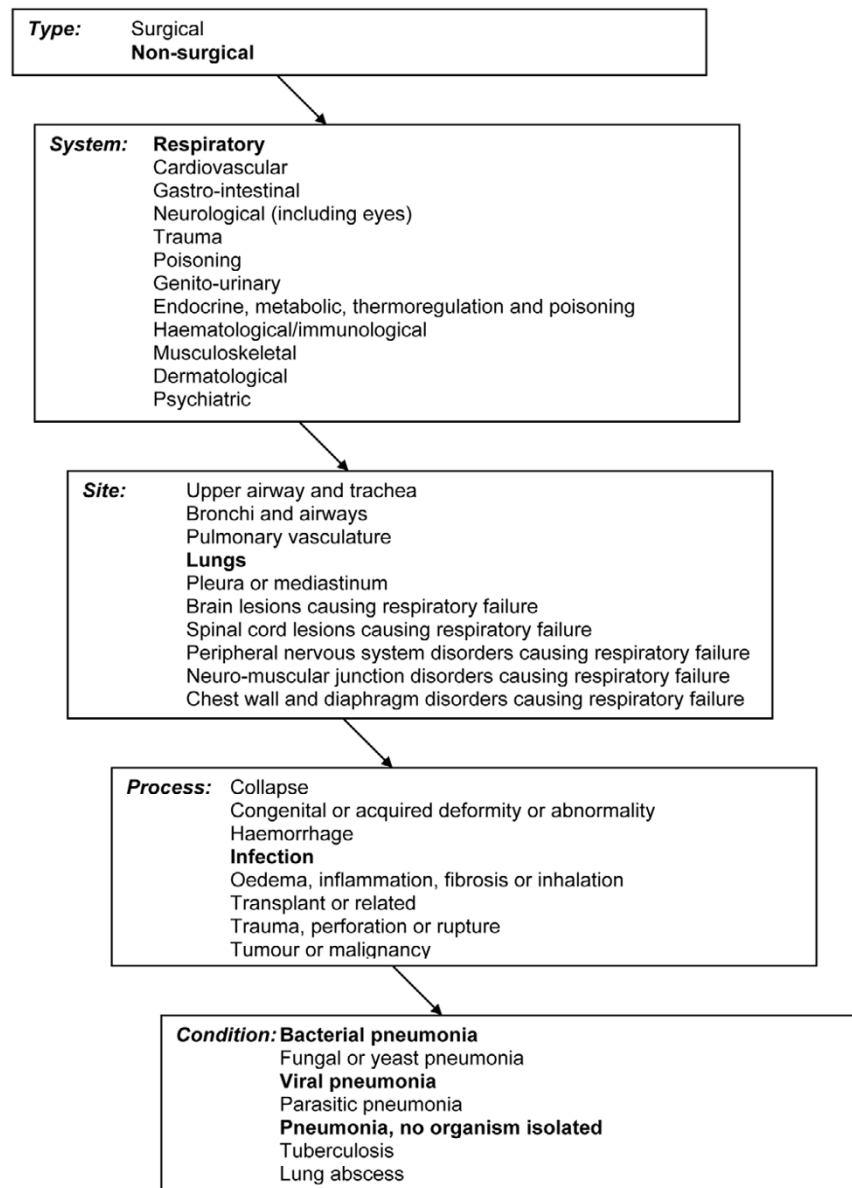 Type: Surgical
Non-surgical
System: Respiratory
Cardiovascular
Gastro-intestinal
Neurological (including eyes)
Trauma
Poisoning
Genito-urinary
Endocrine, metabolic, thermoregulation and poisoning
Haematological/immunological
Musculoskeletal
Dermatological
Psychiatric
Site: Upper airway and trachea
Bronchi and airways
Pulmonary vasculature
Lungs
Pleura or mediastinum
Brain lesions causing respiratory failure
Spinal cord lesions causing respiratory failure
Peripheral nervous system disorders causing respiratory failure
Neuro-muscular junction disorders causing respiratory failure
Chest wall and diaphragm disorders causing respiratory failure
Process: Collapse
Congenital or acquired deformity or abnormality
Haemorrhage
Infection
Oedema, inflammation, fibrosis or inhalation
Transplant or related
Trauma, perforation or rupture
Tumour or malignancy
Condition: Bacterial pneumonia
Fungal or yeast pneumonia
Viral pneumonia
Parasitic pneumonia
Pneumonia, no organism isolated
Tuberculosis
Lung abscess